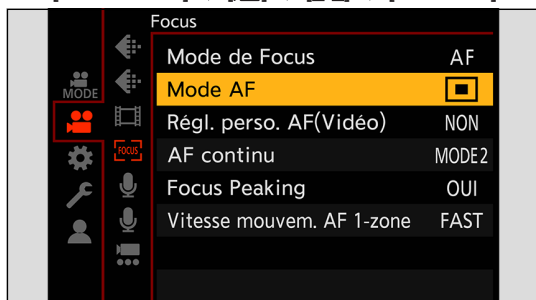 Focus
MODE
FOCUS
Mode de Focus AF
Mode AF
Régl. perso. AF(Vidéo) NON
AF continu MODE2
Focus Peaking OUI
Vitesse mouvem. AF 1-zone FAST